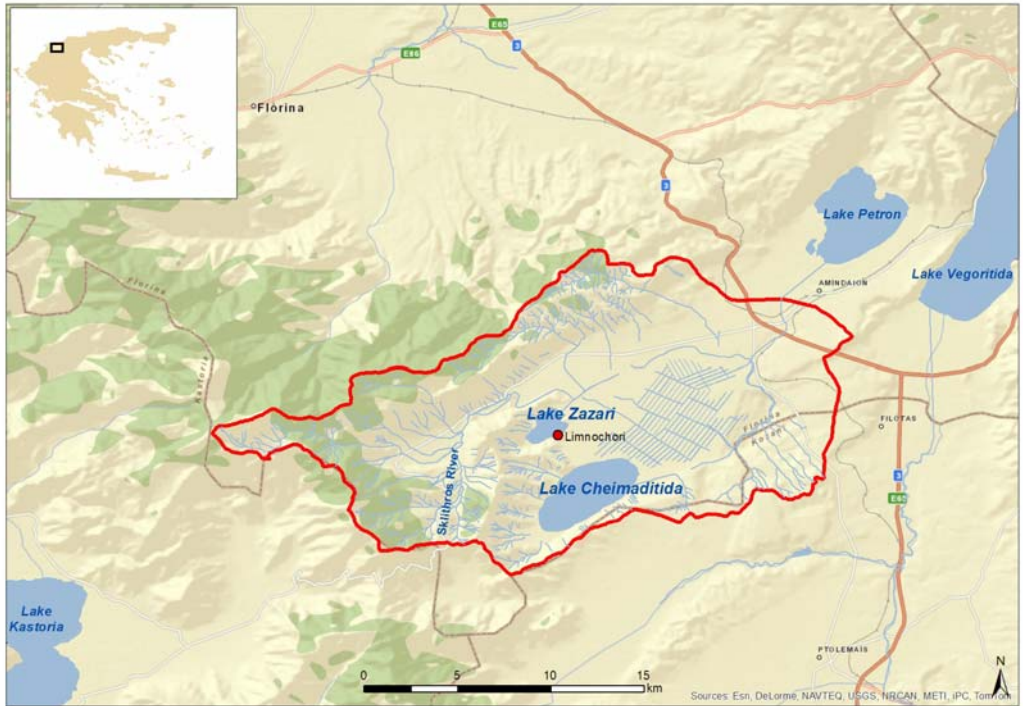 E65
3
E86
Florina
3
Lake Petron
Lake Vegoritida
AMINDAION
Florina
Kastoria
Lake Zazari
Limnochori
Florina
Kozani
FILOTAS
Sklithros River
Lake Cheimaditida
3
E65
Lake
Kastoria
PTOLEMAIS
0 5 10 15
km
N
Sources: Esri, DeLorme, NAVTEQ, USGS, NRCAN, METI, iPC, TomTom